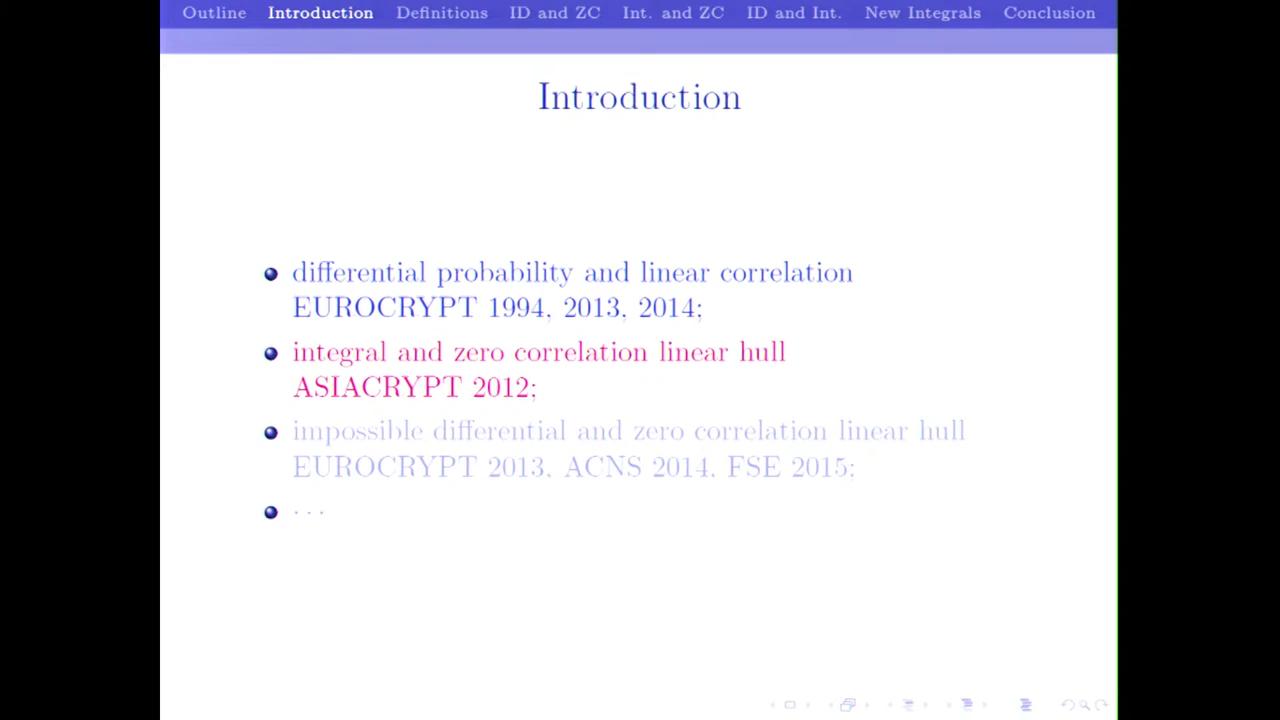 Outline Introduction Definitions ID and ZC Int. and ZC ID and Int. New Integrals Conclusion
Introduction
differential probability and linear correlation
EUROCRYPT 1994, 2013, 2014;
integral and zero correlation linear hull
ASIACRYPT 2012;
impossible differential and zero correlation linear hull
EUROCRYPT 2013, ACNS 2014, FSE 2015;
...